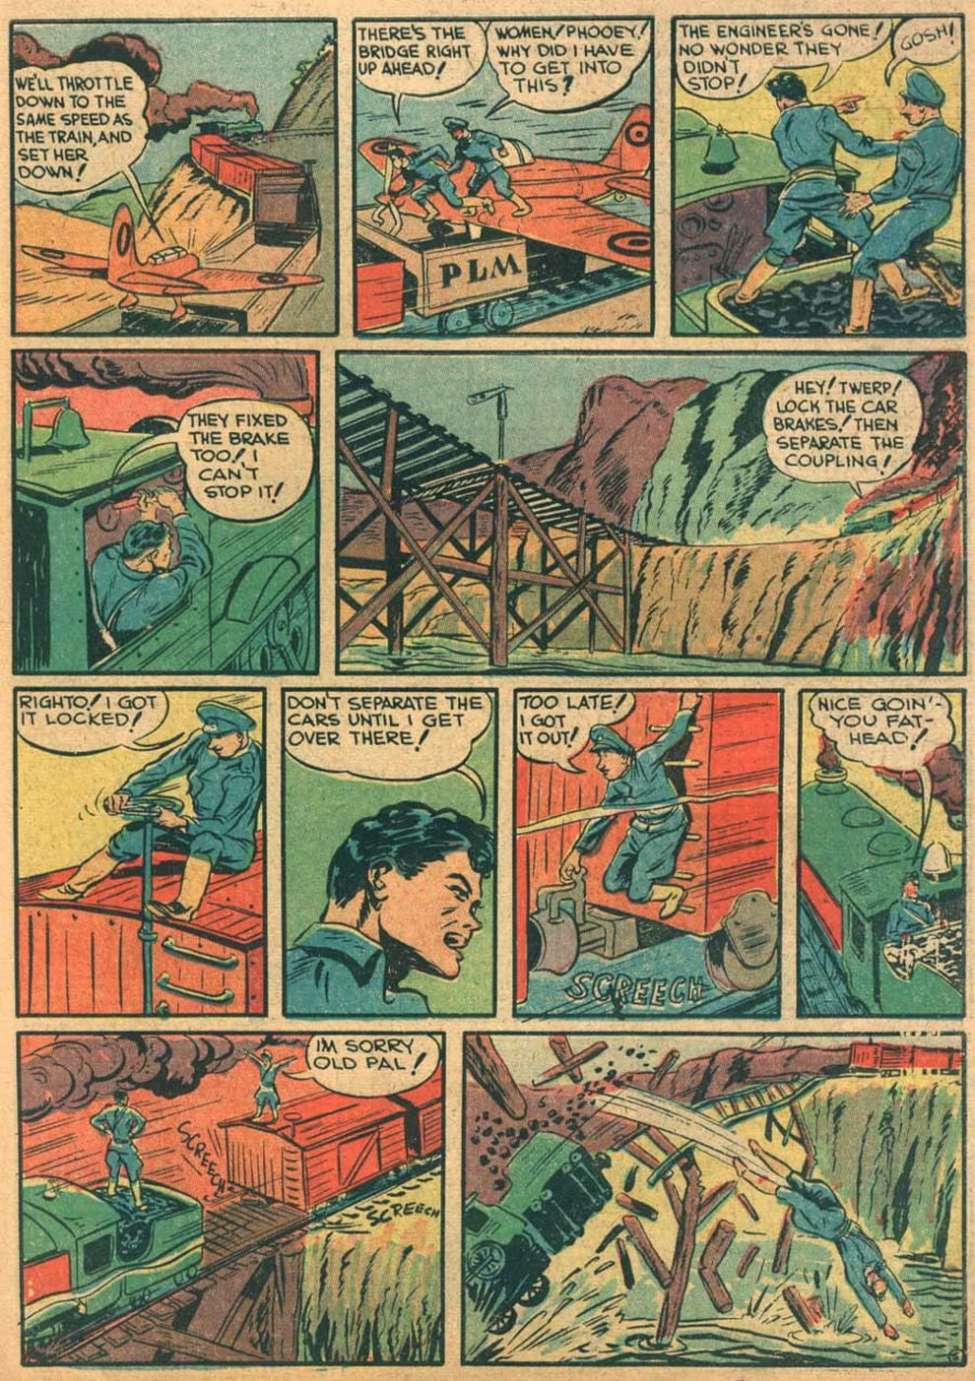 WE'LL THROTTLE
DOWN TO THE
SAME SPEED AS
THE TRAIN, AND
SET HER
DOWN!
THERE'S THE
BRIDGE RIGHT
UP AHEAD!
WOMEN! PHOOEY!
WHY DID I HAVE
TO GET INTO
THIS?
PLM
THE ENGINEER'S GONE!
NO WONDER THEY
DIDN'T
STOP!
GOSH!
THEY FIXED
THE BRAKE
TOO! I
CAN'T
STOP IT!
HEY! TWERP!
LOCK THE CAR
BRAKES! THEN
SEPARATE THE
COUPLING!
RIGHTO! I GOT
IT LOCKED!
DON'T SEPARATE THE
CARS UNTIL I GET
OVER THERE!
TOO LATE!
I GOT
IT OUT!
SCREECH
NICE GOIN'-
YOU FAT-
HEAD!
I'M SORRY
OLD PAL!
SCREECH
SCREECH